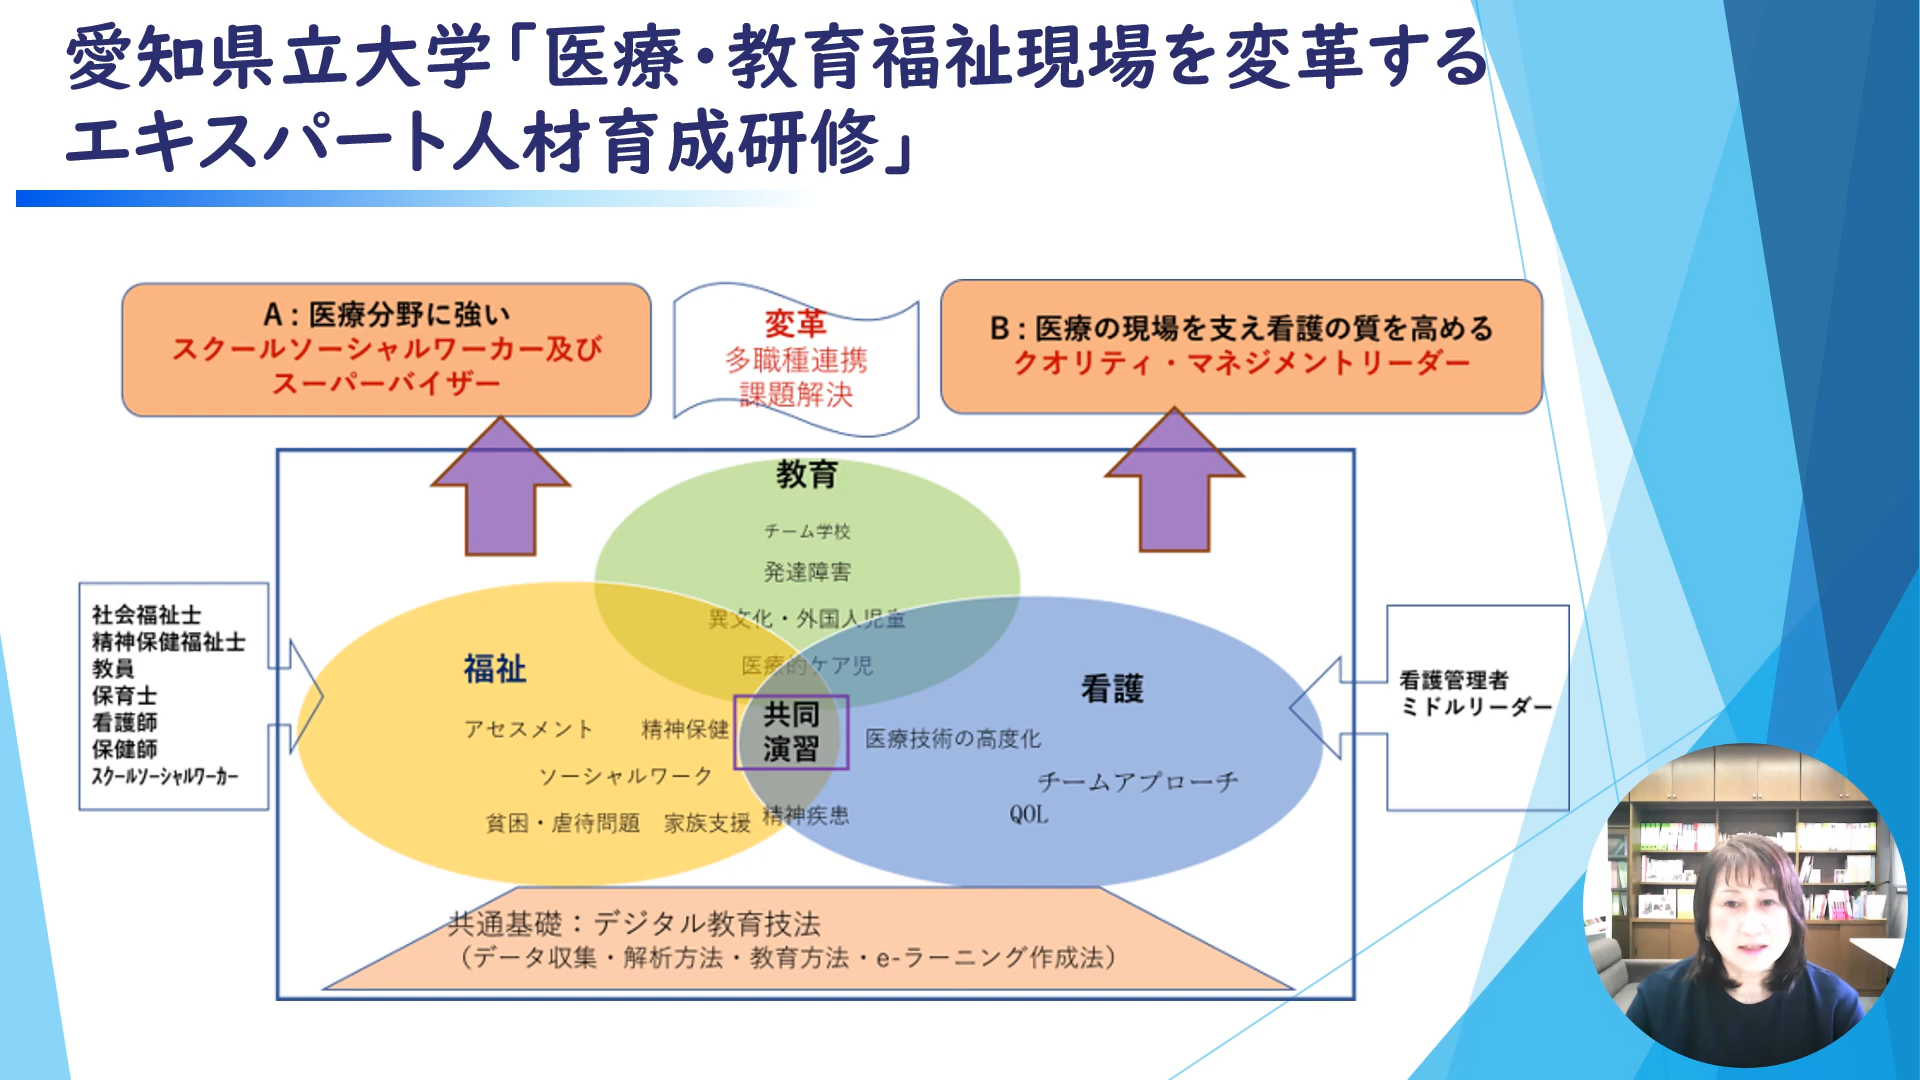 愛知県立大学「医療・教育福祉現場を変革する
エキスパート人材育成研修」
A : 医療分野に強い
スクールソーシャルワーカー及び
スーパーバイザー
変革
多職種連携
課題解決
B : 医療の現場を支え看護の質を高める
クオリティ・マネジメントリーダー
教育
チーム学校
発達障害
異文化・外国人児童
医療的ケア児
社会福祉士
精神保健福祉士
教員
保育士
看護師
保健師
スクールソーシャルワーカー
福祉
アセスメント 精神保健
ソーシャルワーク
貧困・虐待問題 家族支援
共同
演習
精神疾患
看護
医療技術の高度化
チームアプローチ
QOL
看護管理者
ミドルリーダー
共通基礎：デジタル教育技法
（データ収集・解析方法・教育方法・e-ラーニング作成法）